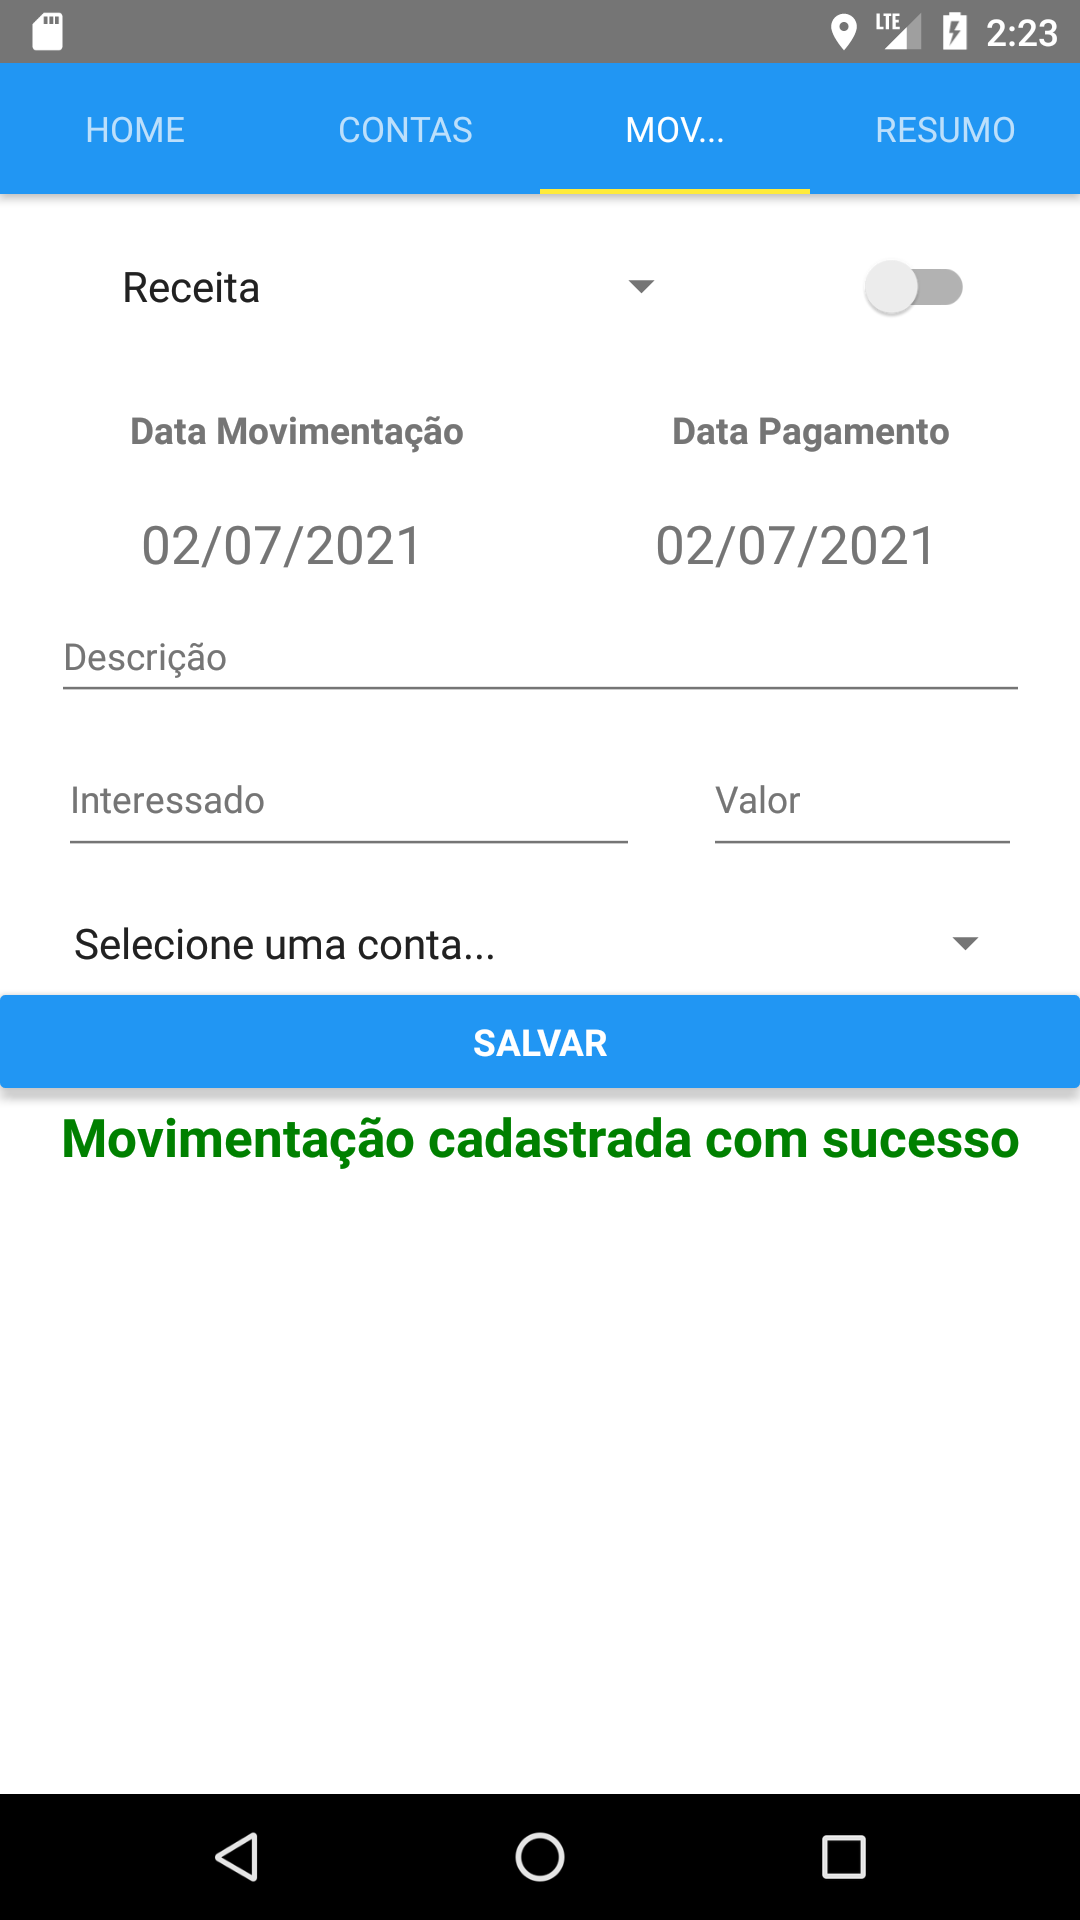 LTE 2:23
HOME CONTAS MOV... RESUMO
Receita
Data Movimentação Data Pagamento
02/07/2021 02/07/2021
Descrição
Interessado Valor
Selecione uma conta...
SALVAR
Movimentação cadastrada com sucesso